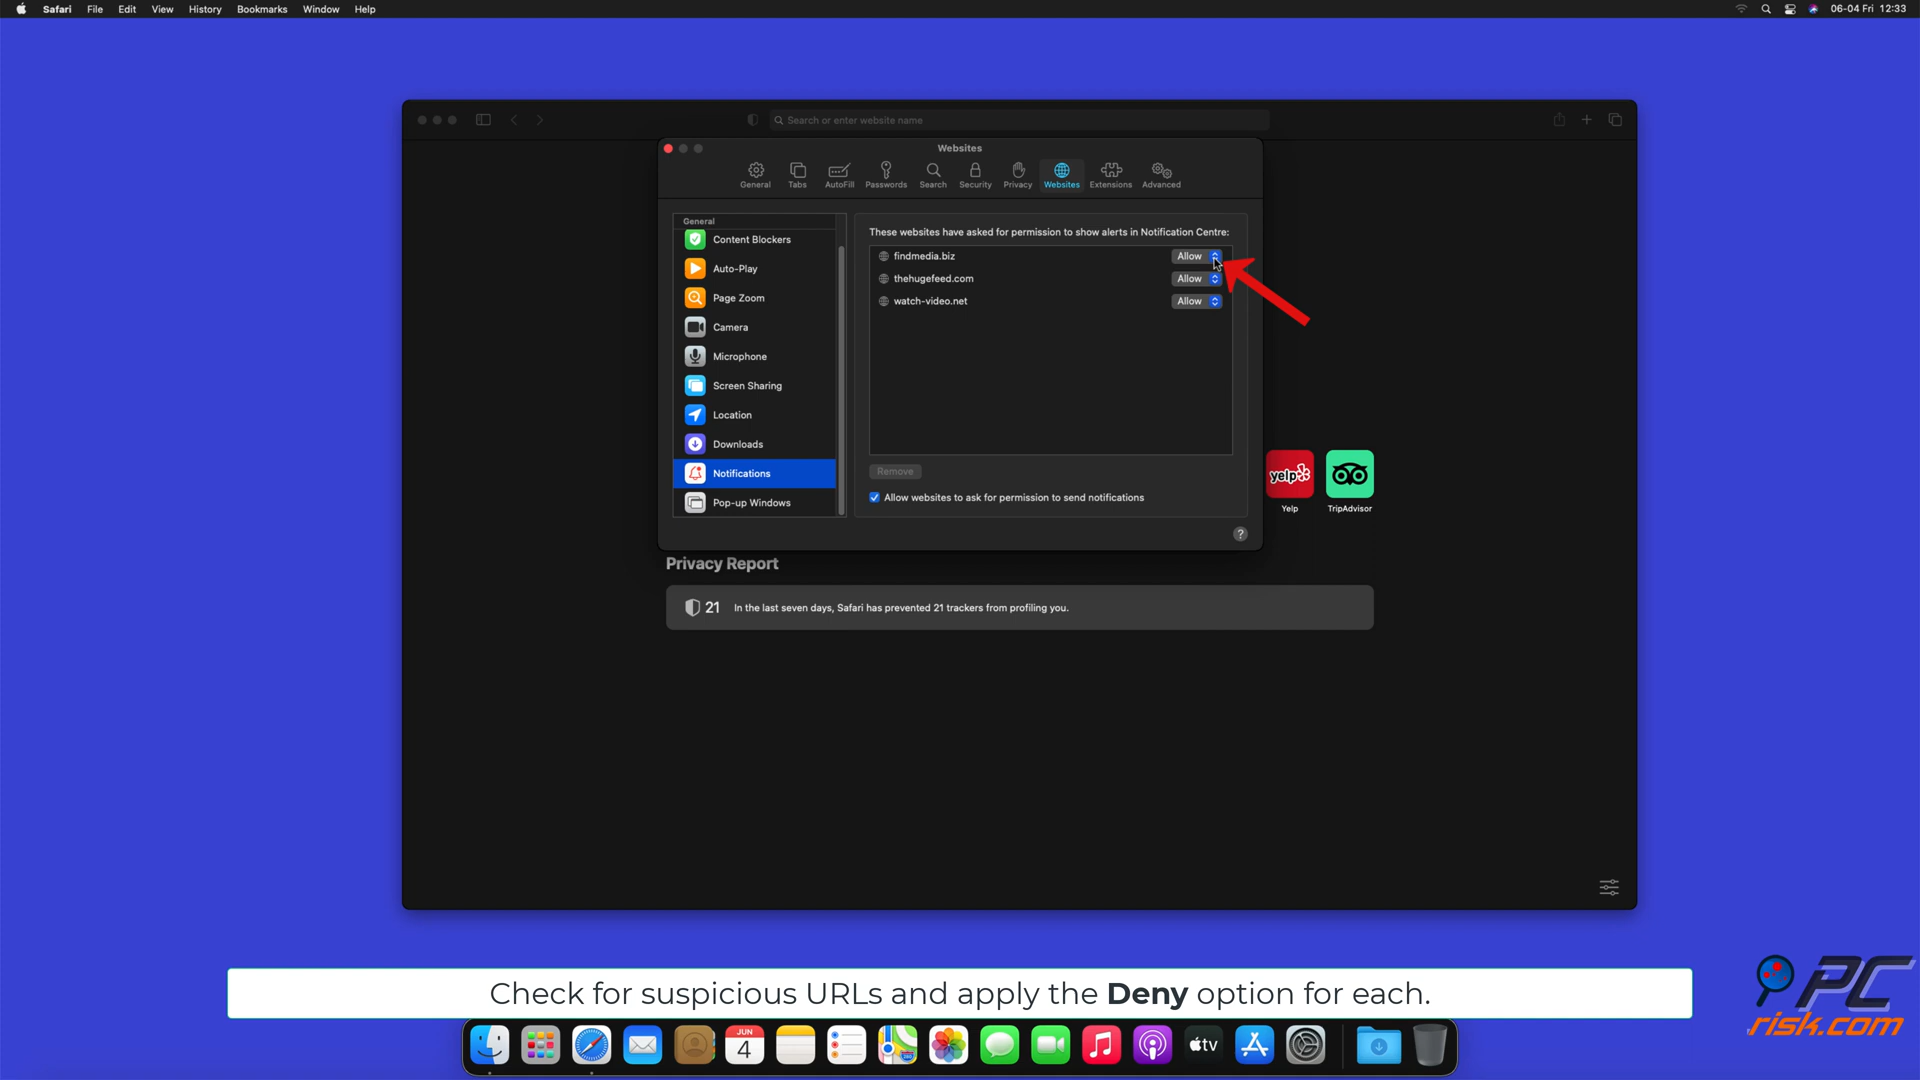 Safari File Edit View History Bookmarks Window Help
06-04 Fri 12:33
Search or enter website name
Websites
General Tabs AutoFill Passwords Search Security Privacy Websites Extensions Advanced
General
Content Blockers
Auto-Play
Page Zoom
Camera
Microphone
Screen Sharing
Location
Downloads
Notifications
Pop-up Windows
These websites have asked for permission to show alerts in Notification Centre:
findmedia.biz Allow
thehugefeed.com Allow
watch-video.net Allow
Remove
Allow websites to ask for permission to send notifications
?
yelp
Yelp
TripAdvisor
Privacy Report
21 In the last seven days, Safari has prevented 21 trackers from profiling you.
Check for suspicious URLs and apply the Deny option for each.
JUN
4
tv
PC
risk.com